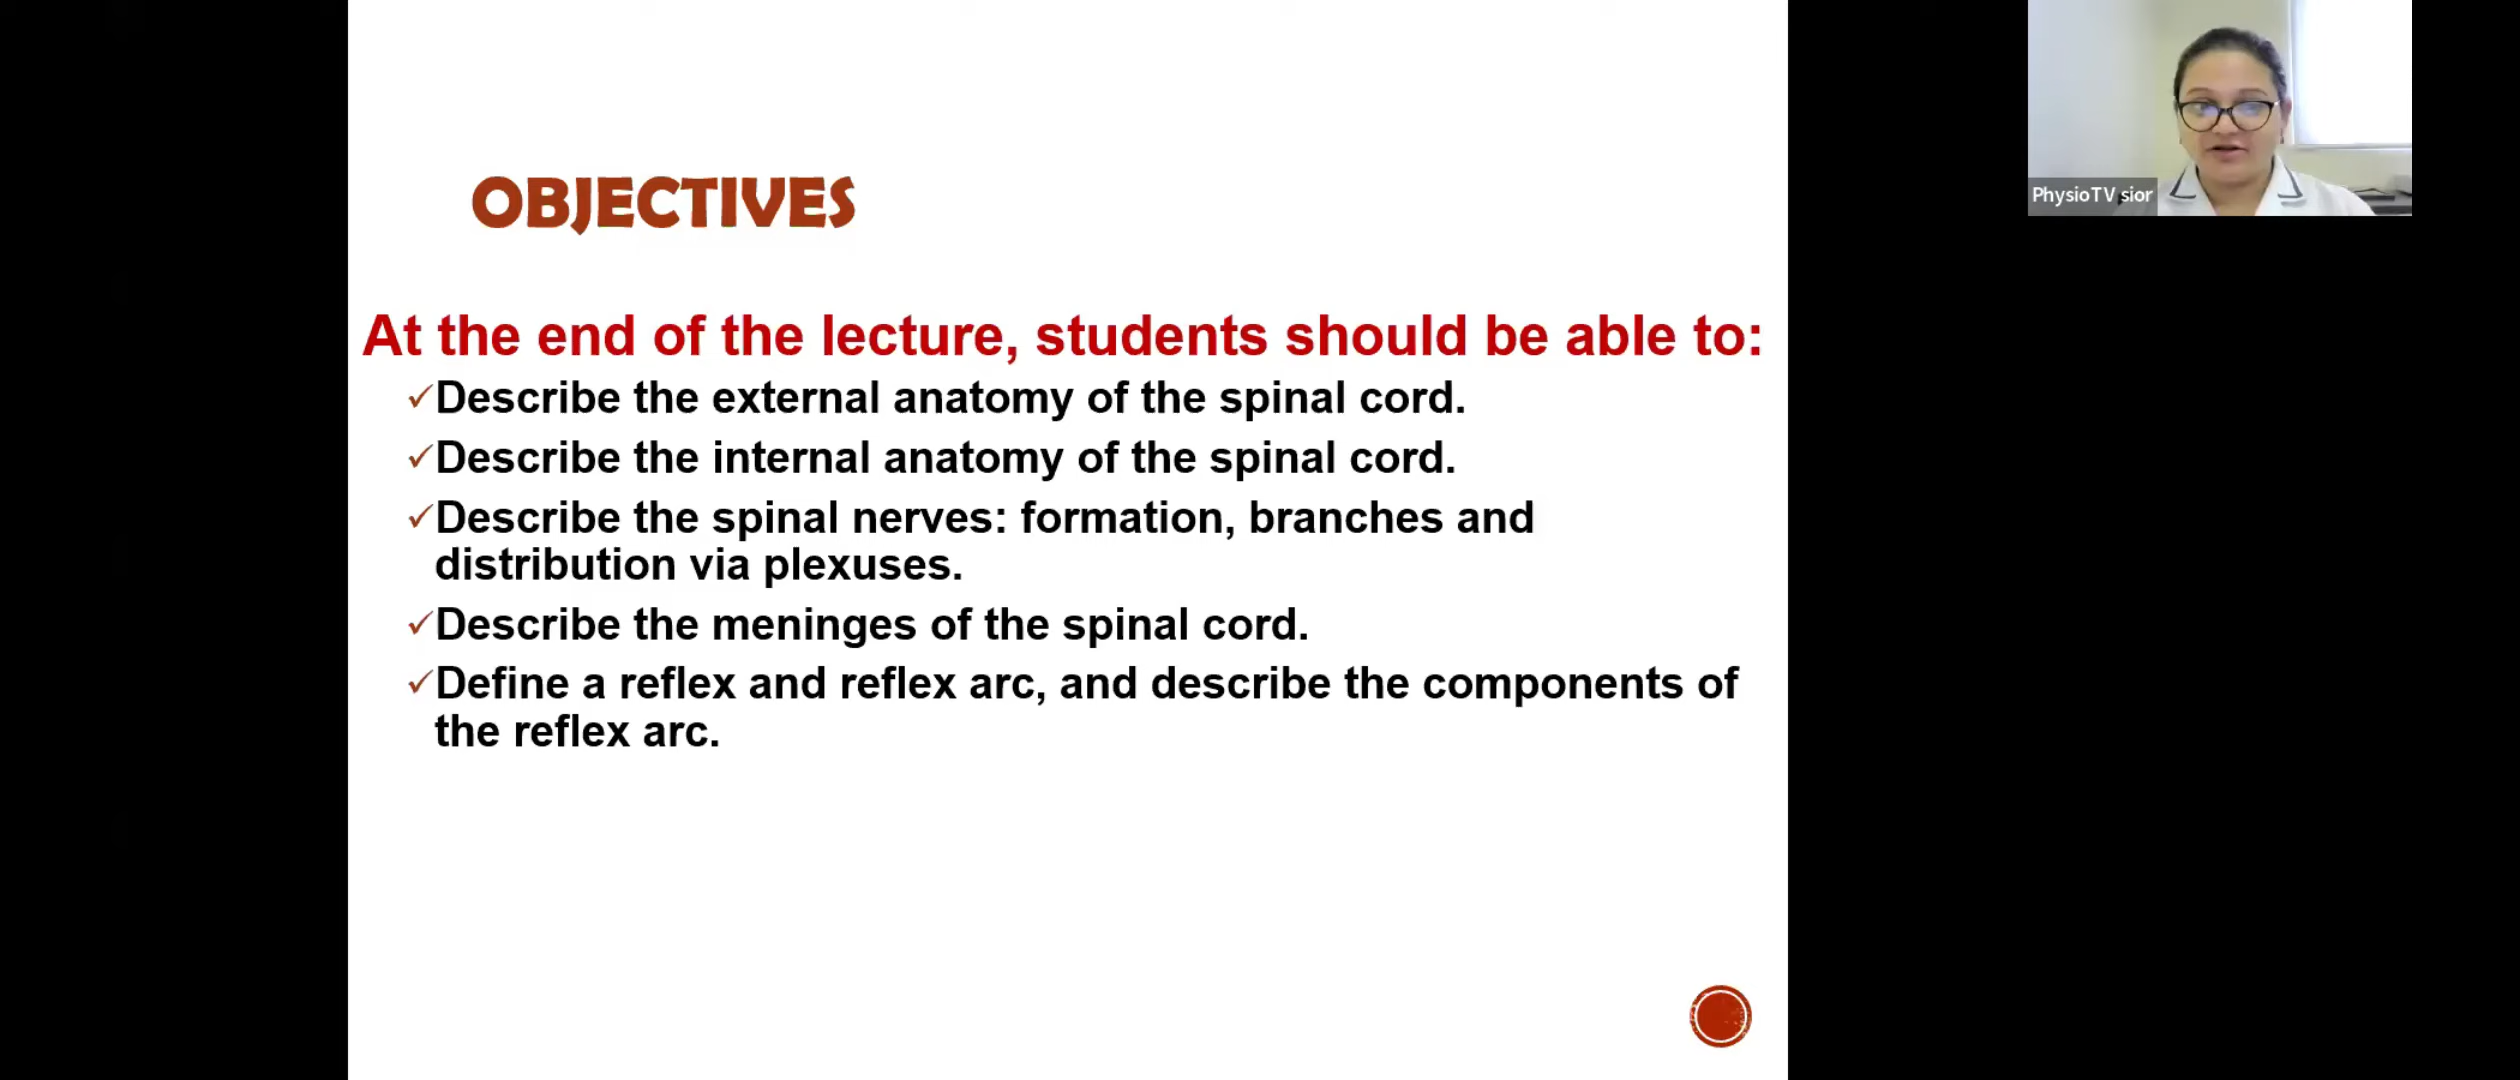 OBJECTIVES
At the end of the lecture, students should be able to:
✓Describe the external anatomy of the spinal cord.
✓Describe the internal anatomy of the spinal cord.
✓Describe the spinal nerves: formation, branches and
distribution via plexuses.
✓Describe the meninges of the spinal cord.
✓Define a reflex and reflex arc, and describe the components of
the reflex arc.
PhysioTV sior